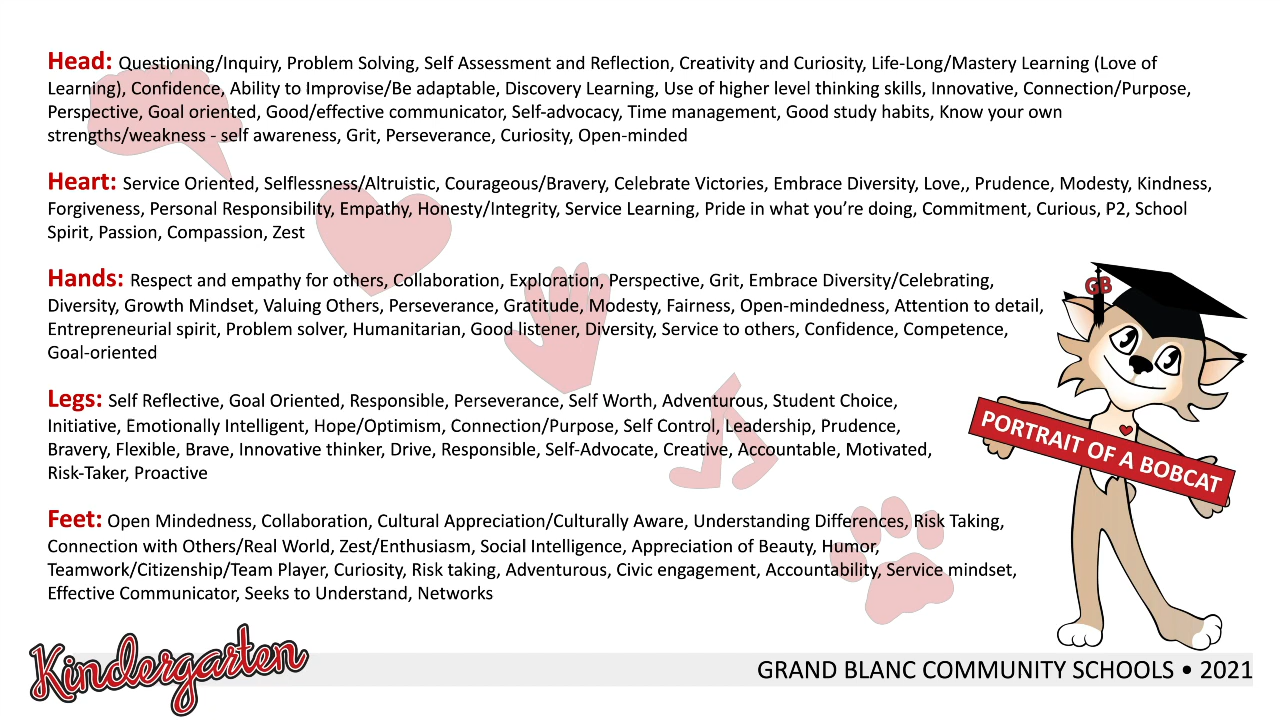 Head: Questioning/Inquiry, Problem Solving, Self Assessment and Reflection, Creativity and Curiosity, Life-Long/Mastery Learning (Love of
Learning), Confidence, Ability to Improvise/Be adaptable, Discovery Learning, Use of higher level thinking skills, Innovative, Connection/Purpose,
Perspective, Goal oriented, Good/effective communicator, Self-advocacy, Time management, Good study habits, Know your own
strengths/weakness - self awareness, Grit, Perseverance, Curiosity, Open-minded
Heart: Service Oriented, Selflessness/Altruistic, Courageous/Bravery, Celebrate Victories, Embrace Diversity, Love,, Prudence, Modesty, Kindness,
Forgiveness, Personal Responsibility, Empathy, Honesty/Integrity, Service Learning, Pride in what you're doing, Commitment, Curious, P2, School
Spirit, Passion, Compassion, Zest
Hands: Respect and empathy for others, Collaboration, Exploration, Perspective, Grit, Embrace Diversity/Celebrating,
Diversity, Growth Mindset, Valuing Others, Perseverance, Gratitude, Modesty, Fairness, Open-mindedness, Attention to detail,
Entrepreneurial spirit, Problem solver, Humanitarian, Good listener, Diversity, Service to others, Confidence, Competence,
Goal-oriented
Legs: Self Reflective, Goal Oriented, Responsible, Perseverance, Self Worth, Adventurous, Student Choice,
Initiative, Emotionally Intelligent, Hope/Optimism, Connection/Purpose, Self Control, Leadership, Prudence,
Bravery, Flexible, Brave, Innovative thinker, Drive, Responsible, Self-Advocate, Creative, Accountable, Motivated,
Risk-Taker, Proactive
Feet: Open Mindedness, Collaboration, Cultural Appreciation/Culturally Aware, Understanding Differences, Risk Taking,
Connection with Others/Real World, Zest/Enthusiasm, Social Intelligence, Appreciation of Beauty, Humor,
Teamwork/Citizenship/Team Player, Curiosity, Risk taking, Adventurous, Civic engagement, Accountability, Service mindset,
Effective Communicator, Seeks to Understand, Networks
GB
PORTRAIT OF A BOBCAT
Kindergarten
GRAND BLANC COMMUNITY SCHOOLS • 2021